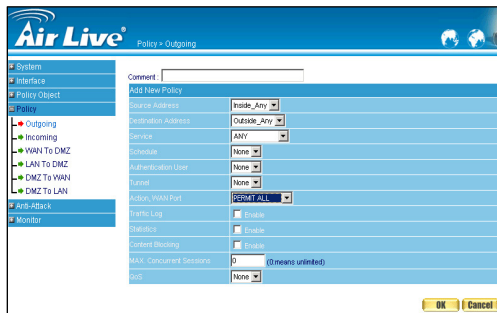 Air Live®
Policy > Outgoing
System
Interface
Policy Object
Policy
Outgoing
Incoming
WAN To DMZ
LAN To DMZ
DMZ To WAN
DMZ To LAN
Anti-Attack
Monitor
Comment :
Add New Policy
Source Address Inside_Any
Destination Address Outside_Any
Service ANY
Schedule None
Authentication User None
Tunnel None
Action, WAN Port PERMIT ALL
Traffic Log Enable
Statistics Enable
Content Blocking Enable
MAX. Concurrent Sessions 0 (0:means unlimited)
QoS None
OK Cancel